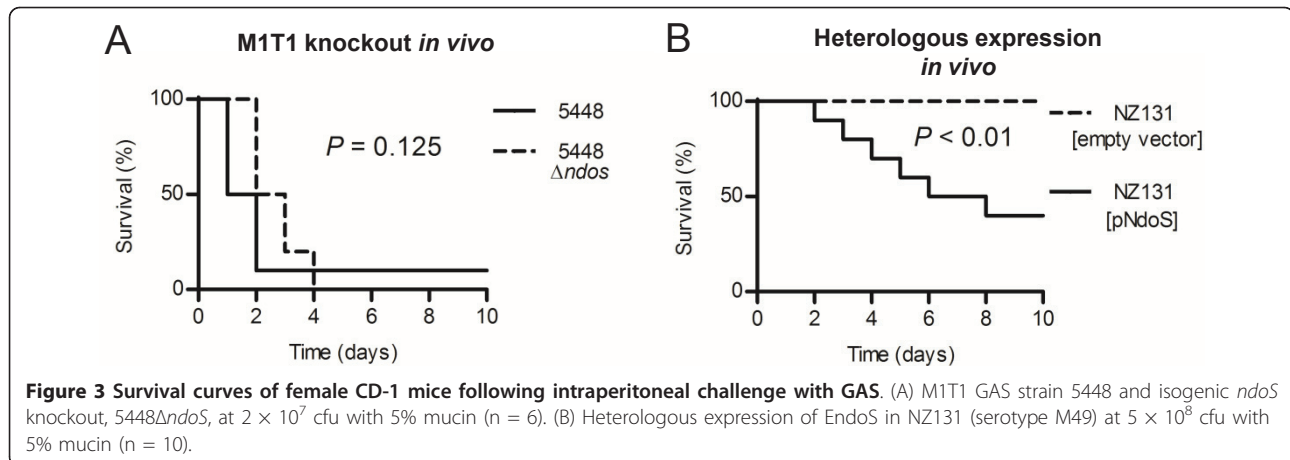 A
M1T1 knockout in vivo
100
50
0
Survival (%)
0 2 4 6 8 10
Time (days)
P = 0.125
5448
5448
Δndos
B
Heterologous expression
in vivo
100
50
0
Survival (%)
0 2 4 6 8 10
Time (days)
P < 0.01
NZ131
[empty vector]
NZ131
[pNdoS]
Figure 3 Survival curves of female CD-1 mice following intraperitoneal challenge with GAS. (A) M1T1 GAS strain 5448 and isogenic ndoS
knockout, 5448ΔndoS, at 2 × 10⁷ cfu with 5% mucin (n = 6). (B) Heterologous expression of EndoS in NZ131 (serotype M49) at 5 × 10⁸ cfu with
5% mucin (n = 10).